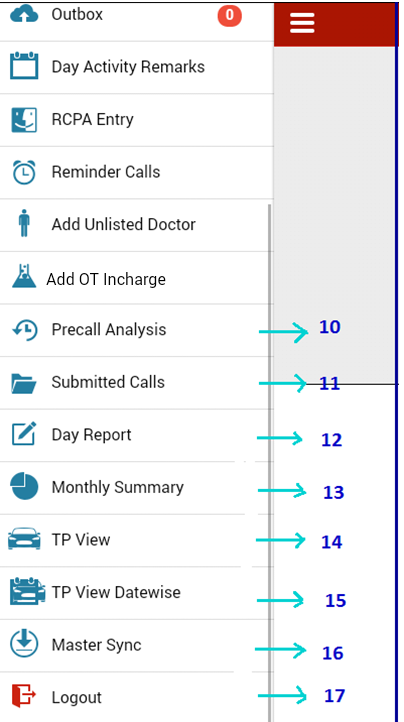 Outbox 0
Day Activity Remarks
RCPA Entry
Reminder Calls
Add Unlisted Doctor
Add OT Incharge
Precall Analysis 10
Submitted Calls 11
Day Report 12
Monthly Summary 13
TP View 14
TP View Datewise 15
Master Sync 16
Logout 17